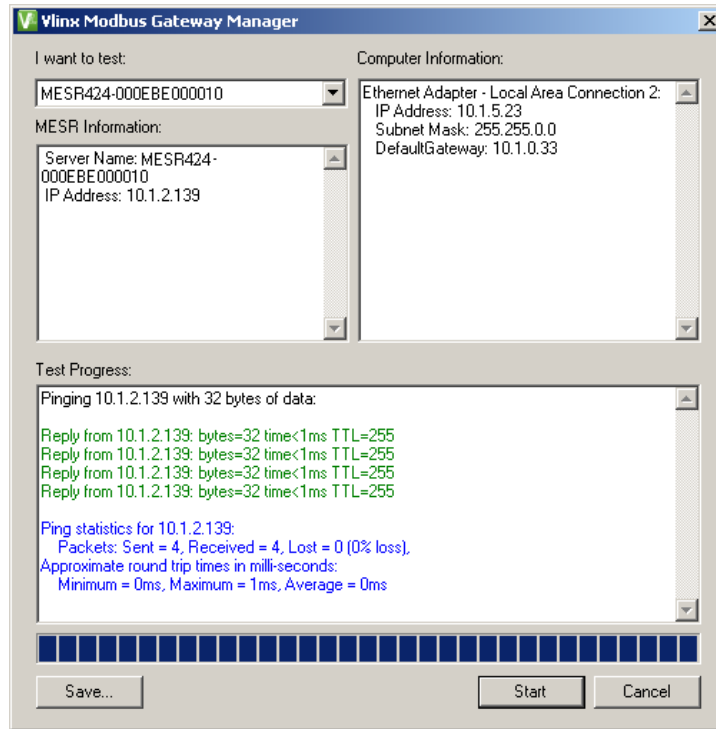 Vlinx Modbus Gateway Manager
I want to test:
MESR424-000EBE000010
MESR Information:
Server Name: MESR424-
000EBE000010
IP Address: 10.1.2.139
Computer Information:
Ethernet Adapter - Local Area Connection 2:
IP Address: 10.1.5.23
Subnet Mask: 255.255.0.0
DefaultGateway: 10.1.0.33
Test Progress:
Pinging 10.1.2.139 with 32 bytes of data:
Reply from 10.1.2.139: bytes=32 time<1ms TTL=255
Reply from 10.1.2.139: bytes=32 time<1ms TTL=255
Reply from 10.1.2.139: bytes=32 time<1ms TTL=255
Reply from 10.1.2.139: bytes=32 time<1ms TTL=255
Ping statistics for 10.1.2.139:
Packets: Sent = 4, Received = 4, Lost = 0 (0% loss),
Approximate round trip times in milli-seconds:
Minimum = 0ms, Maximum = 1ms, Average = 0ms
Save...
Start
Cancel